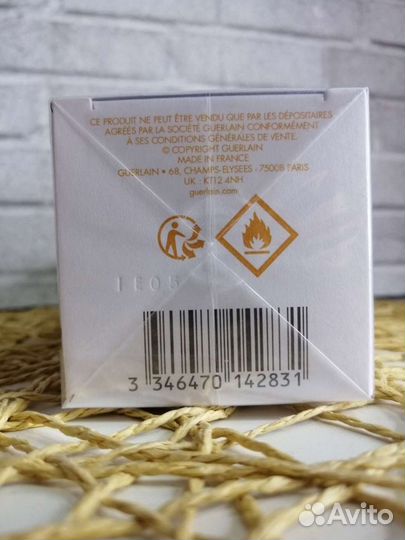 CE PRODUIT NE PEUT ÊTRE VENDU QUE PAR LES DÉPOSITAIRES
AGRÉÉS PAR LA SOCIÉTÉ GUERLAIN CONFORMÉMENT
À SES CONDITIONS GÉNÉRALES DE VENTE.
© COPYRIGHT GUERLAIN
MADE IN FRANCE
GUERLAIN • 68, CHAMPS-ELYSEES - 75008 PARIS
UK : KT12 4NH
guerlain.com
1E05
3 346470 142831
Avito